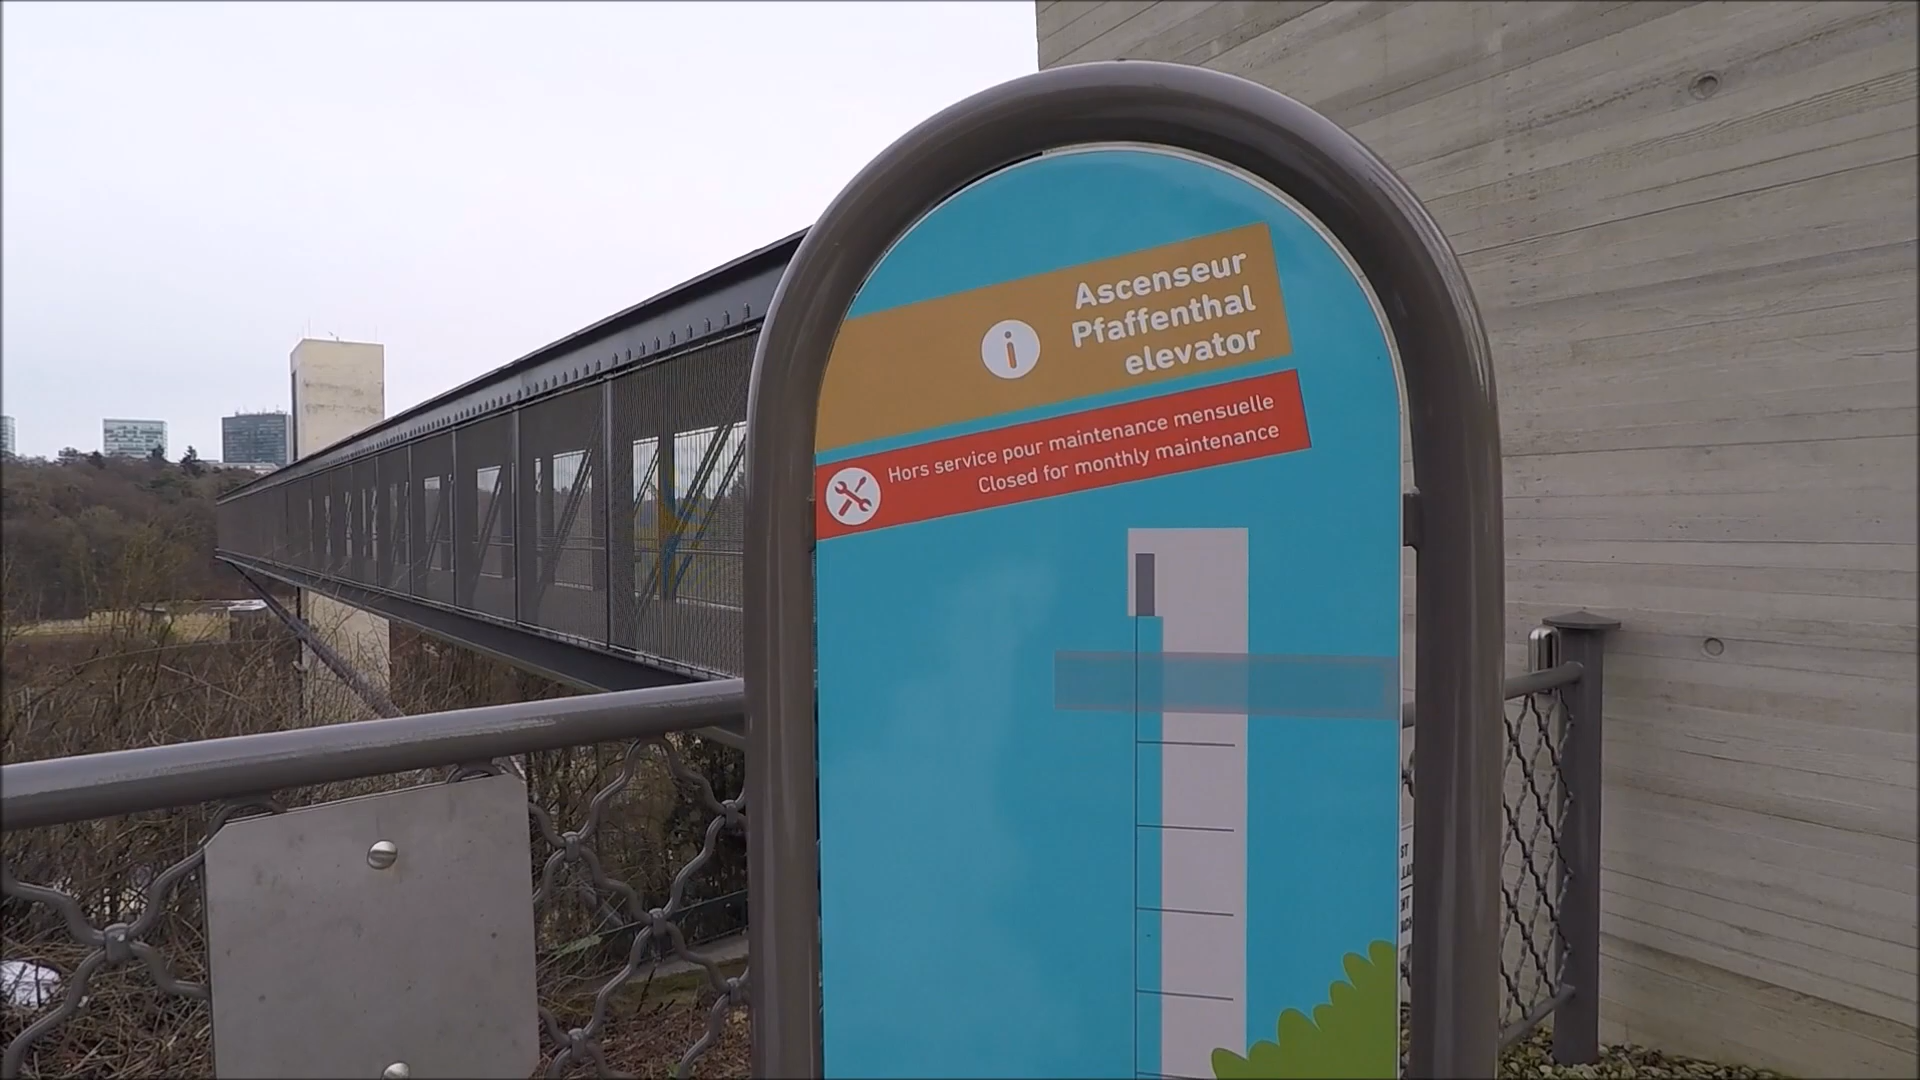 Ascenseur
Pfaffenthal
elevator
Hors service pour maintenance mensuelle
Closed for monthly maintenance